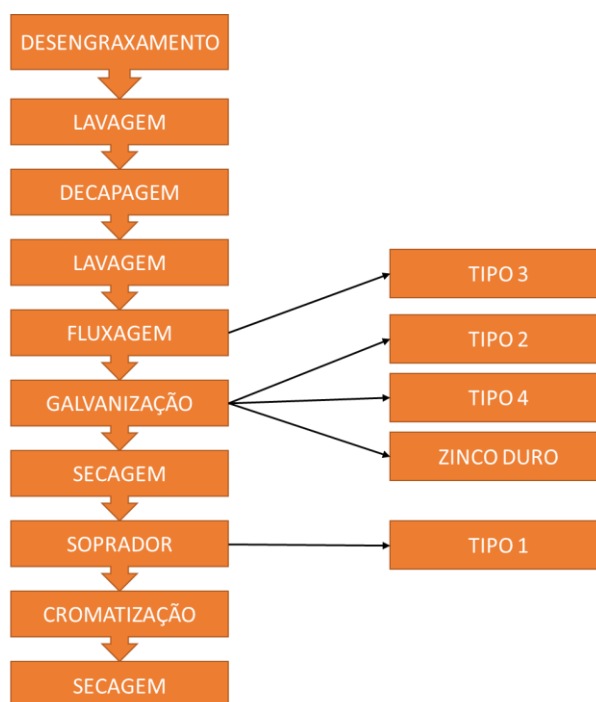 DESENGRAXAMENTO
LAVAGEM
DECAPAGEM
LAVAGEM
FLUXAGEM
GALVANIZAÇÃO
SECAGEM
SOPRADOR
CROMATIZAÇÃO
SECAGEM
TIPO 3
TIPO 2
TIPO 4
ZINCO DURO
TIPO 1